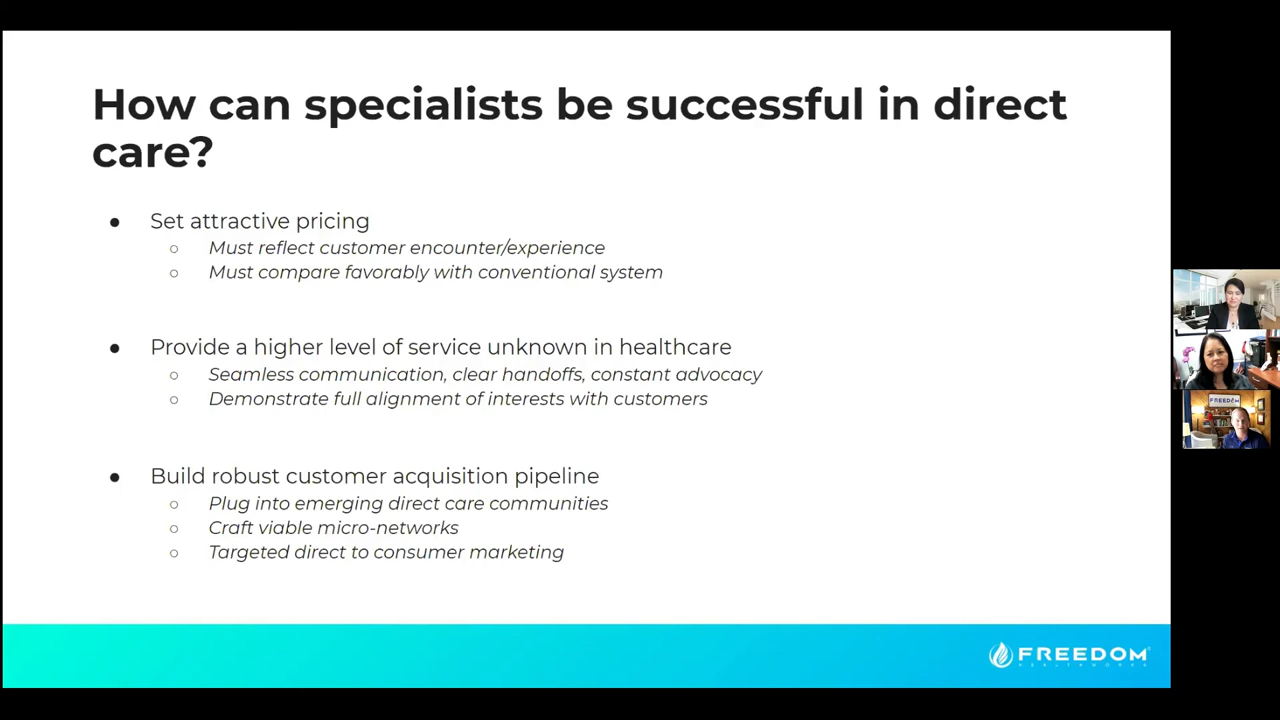 How can specialists be successful in direct
care?
● Set attractive pricing
○ Must reflect customer encounter/experience
○ Must compare favorably with conventional system
● Provide a higher level of service unknown in healthcare
○ Seamless communication, clear handoffs, constant advocacy
○ Demonstrate full alignment of interests with customers
● Build robust customer acquisition pipeline
○ Plug into emerging direct care communities
○ Craft viable micro-networks
○ Targeted direct to consumer marketing
FREEDOM
HEALTHWORKS
FREEDOM